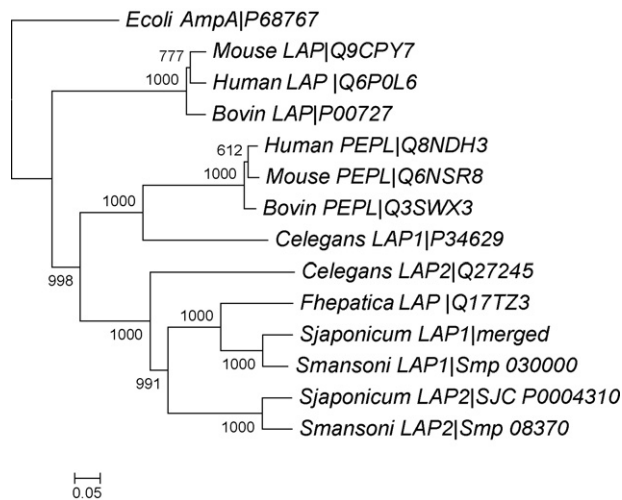 Ecoli AmpA|P68767
Mouse LAP|Q9CPY7
777
Human LAP |Q6P0L6
1000
Bovin LAP|P00727
Human PEPL|Q8NDH3
612
Mouse PEPL|Q6NSR8
1000
Bovin PEPL|Q3SWX3
1000
Celegans LAP1|P34629
998
Celegans LAP2|Q27245
Fhepatica LAP |Q17TZ3
1000
1000
Sjaponicum LAP1|merged
1000
Smansoni LAP1|Smp 030000
991
Sjaponicum LAP2|SJC P0004310
1000
Smansoni LAP2|Smp 08370
0.05